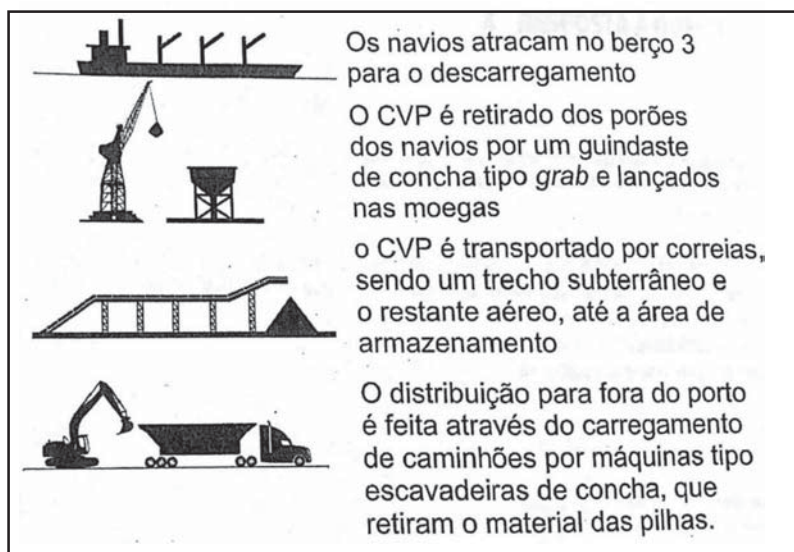 Os navios atracam no berço 3
para o descarregamento
O CVP é retirado dos porões
dos navios por um guindaste
de concha tipo grab e lançados
nas moegas
o CVP é transportado por correias,
sendo um trecho subterrâneo e
o restante aéreo, até a área de
armazenamento
O distribuição para fora do porto
é feita através do carregamento
de caminhões por máquinas tipo
escavadeiras de concha, que
retiram o material das pilhas.